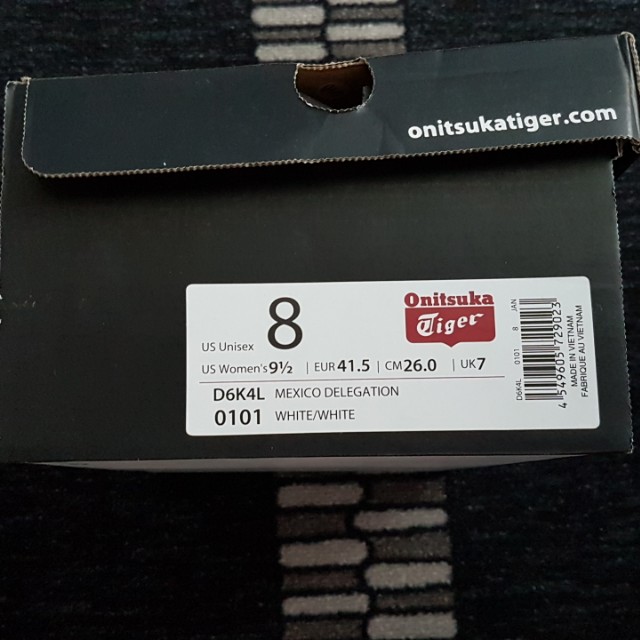 onitsukatiger.com
US Unisex 8
Onitsuka
Tiger
US Women's 9½ | EUR 41.5 | CM 26.0 | UK 7
D6K4L MEXICO DELEGATION
0101 WHITE/WHITE
D6K4L 0101 8 JAN
4 549605 729023
MADE IN VIETNAM
FABRIQUE AU VIETNAM